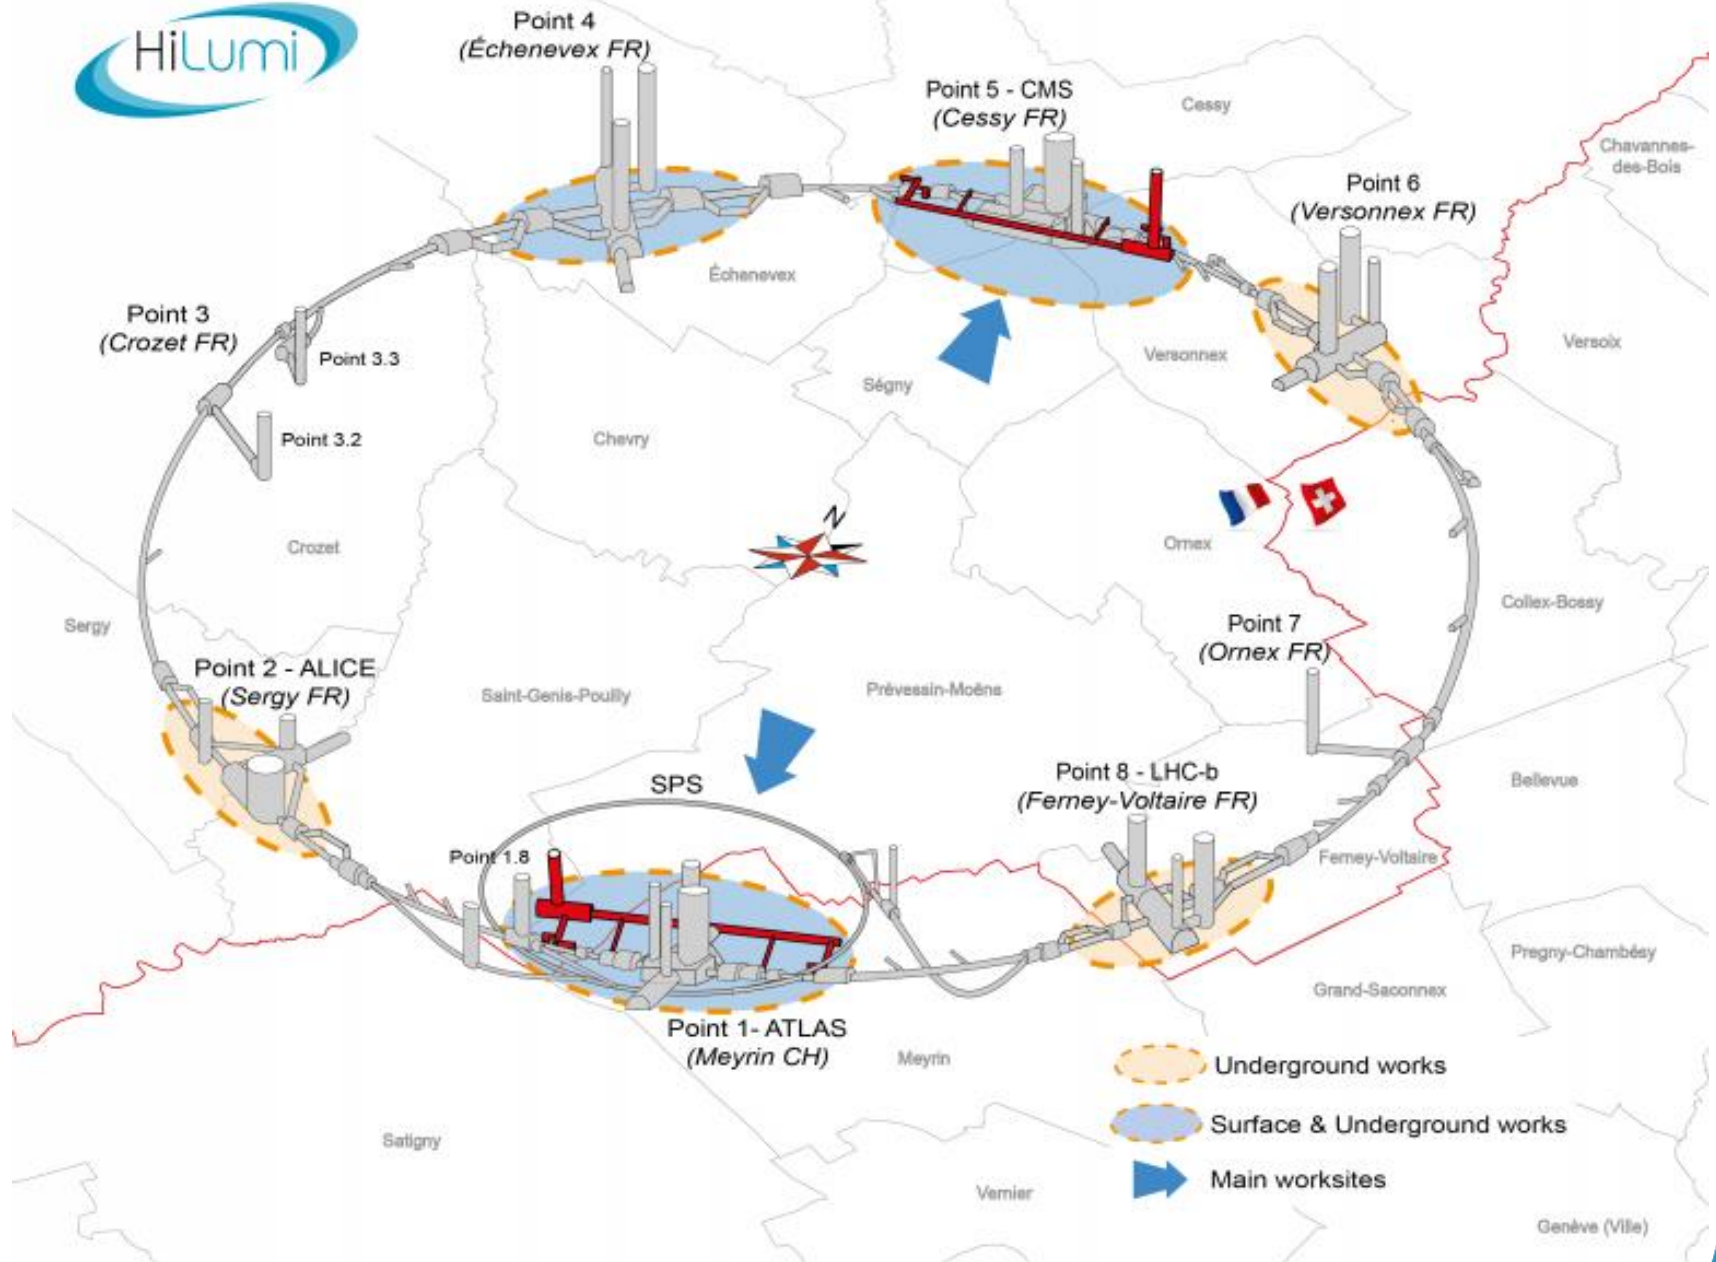 HiLumi
Point 4
(Échenevex FR)
Point 5 - CMS
(Cessy FR)
Cessy
Chavannes-
des-Bois
Point 6
(Versonnex FR)
Échenevex
Point 3
(Crozet FR)
Point 3.3
Versonnex
Versoix
Ségny
Point 3.2
Chevry
N
Crozet
Ornex
Collex-Bossy
Sergy
Point 7
(Ornex FR)
Point 2 - ALICE
(Sergy FR)
Saint-Genis-Pouilly
Prévessin-Moëns
SPS
Point 8 - LHC-b
(Ferney-Voltaire FR)
Bellevue
Point 1.8
Ferney-Voltaire
Pregny-Chambésy
Grand-Saconnex
Point 1- ATLAS
(Meyrin CH)
Meyrin
Underground works
Surface & Underground works
Main worksites
Satigny
Vernier
Genève (Ville)